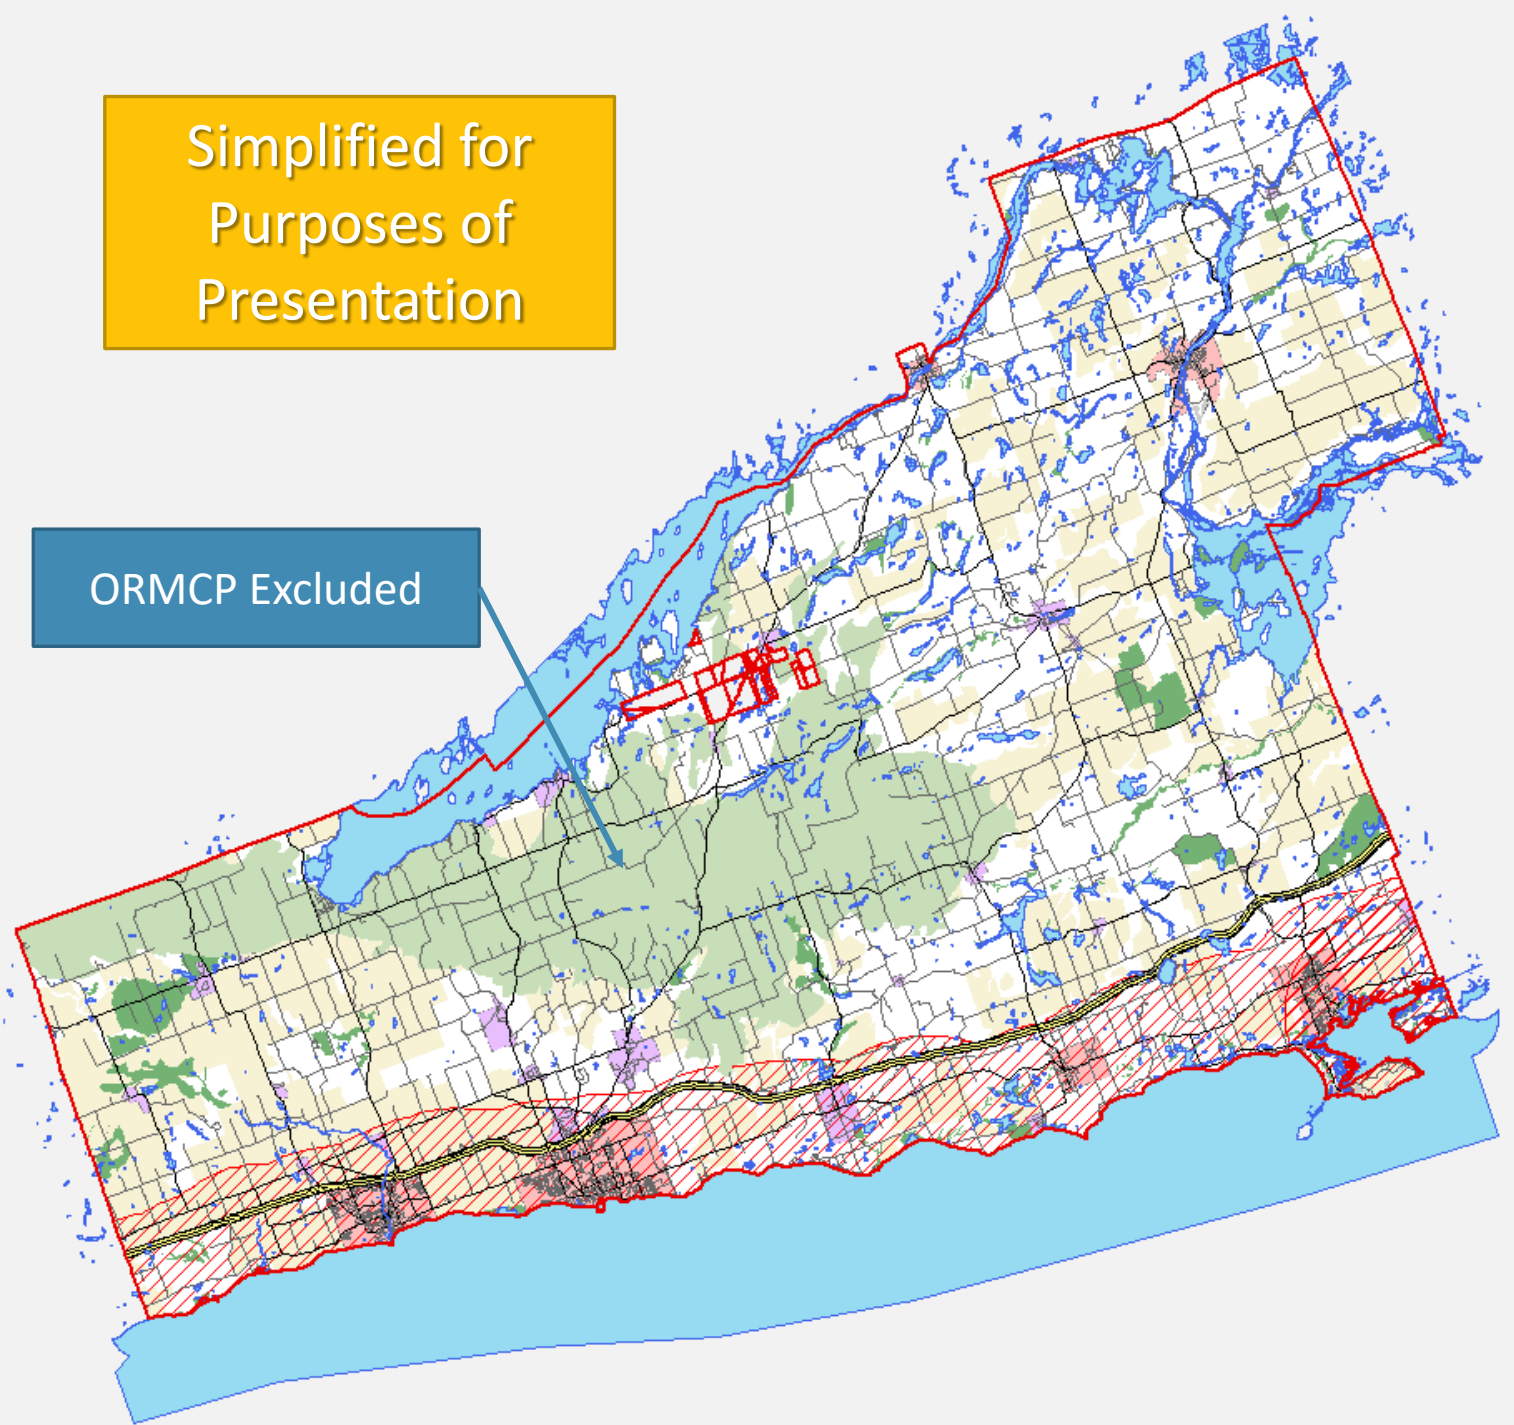 Simplified for
Purposes of
Presentation
ORMCP Excluded